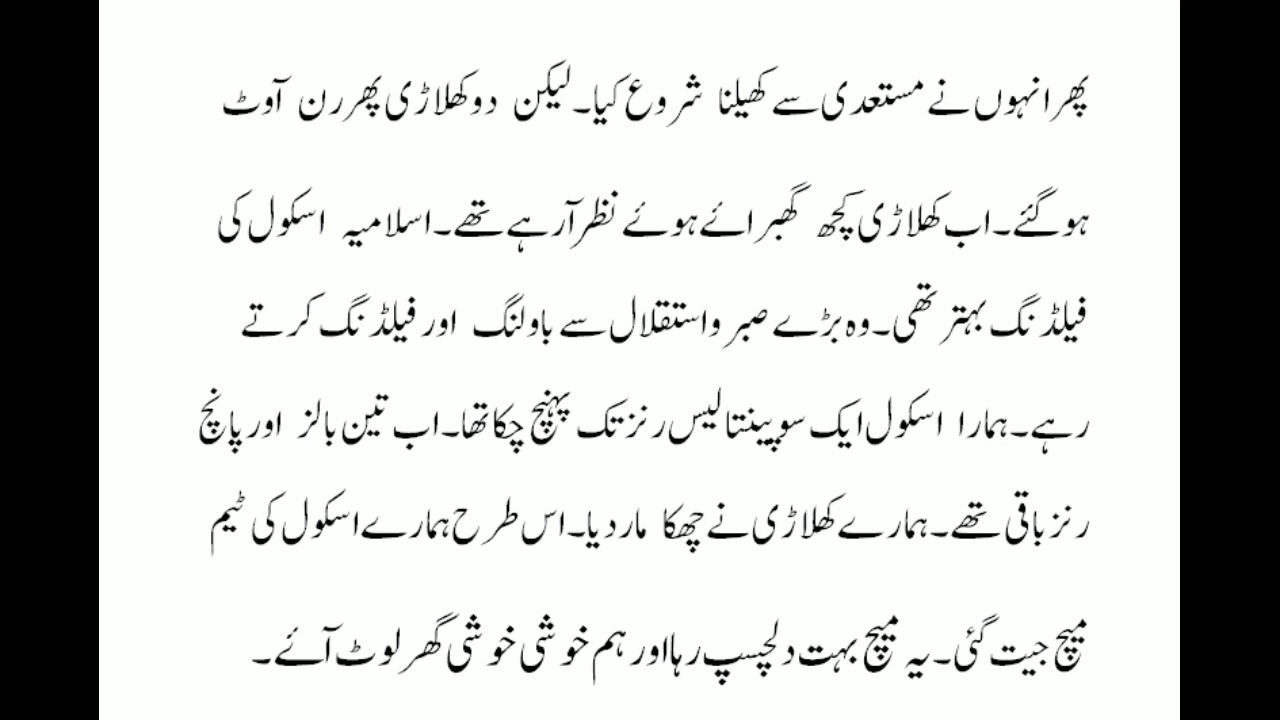 پھر انہوں نے مستعدی سے کھیلنا شروع کیا۔ لیکن دو کھلاڑی پھر رن آوٹ
ہو گئے۔ اب کھلاڑی کچھ گھبرائے ہوئے نظر آ رہے تھے۔ اسلامیہ اسکول کی
فیلڈنگ بہتر تھی۔ وہ بڑے صبر و استقلال سے باولنگ اور فیلڈنگ کرتے
رہے۔ ہمارا اسکول ایک سو پینتالیس رنز تک پہنچ چکا تھا۔ اب تین بالز اور پانچ
رنز باقی تھے۔ ہمارے کھلاڑی نے چھکا مار دیا۔ اس طرح ہمارے اسکول کی ٹیم
میچ جیت گئی۔ یہ میچ بہت دلچسپ رہا اور ہم خوشی خوشی گھر لوٹ آئے۔